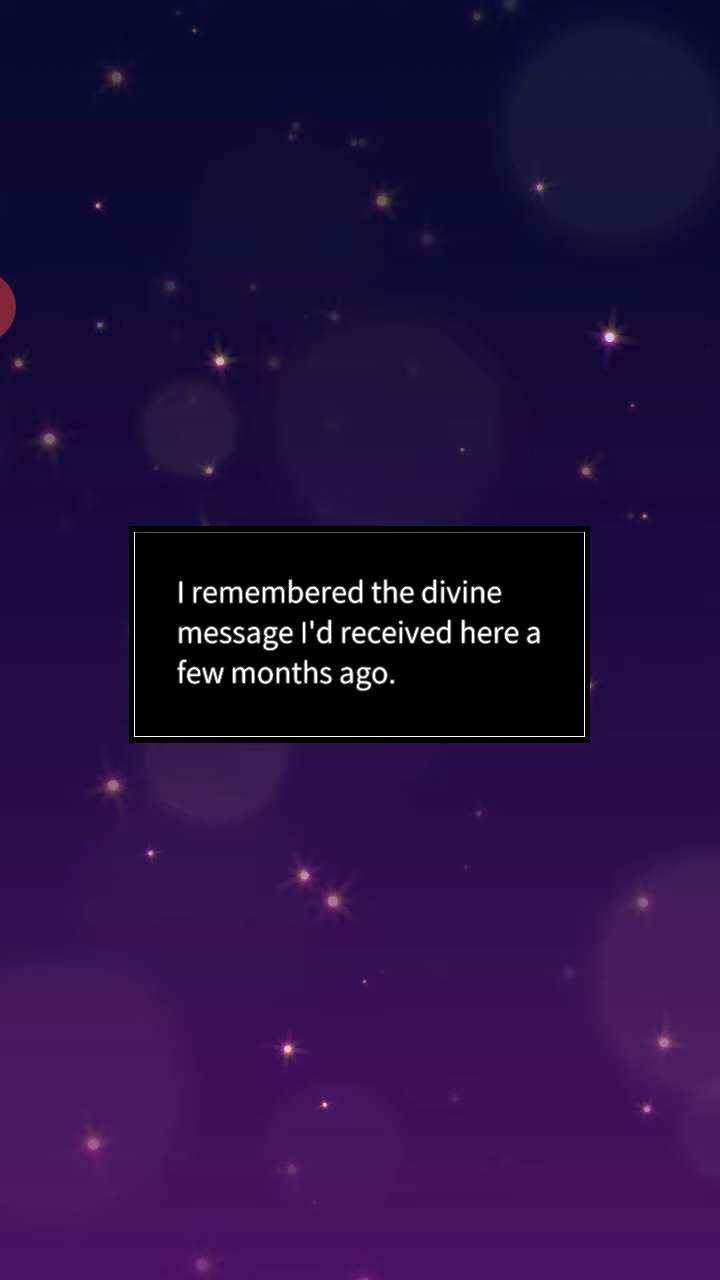 I remembered the divine
message I'd received here a
few months ago.